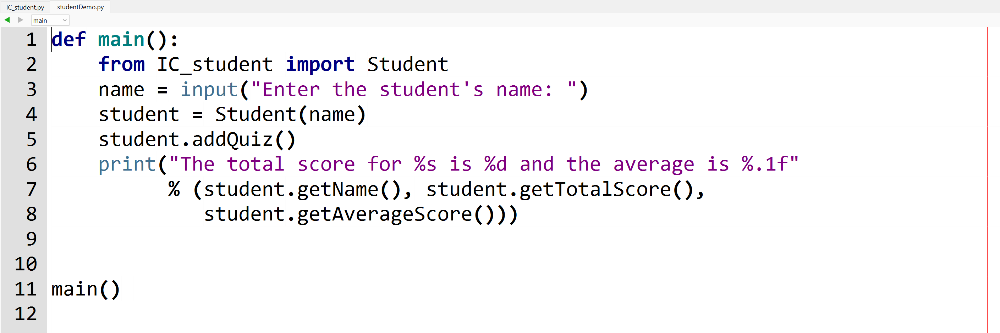 IC_student.py studentDemo.py
main
1 def main():
2     from IC_student import Student
3     name = input("Enter the student's name: ")
4     student = Student(name)
5     student.addQuiz()
6     print("The total score for %s is %d and the average is %.1f"
7           % (student.getName(), student.getTotalScore(),
8              student.getAverageScore()))
9
10
11 main()
12